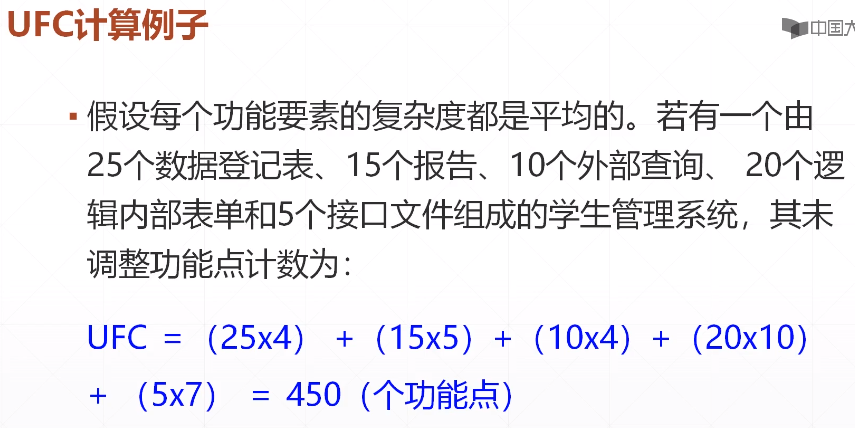 UFC计算例子
中国大
▪ 假设每个功能要素的复杂度都是平均的。若有一个由
25个数据登记表、15个报告、10个外部查询、 20个逻
辑内部表单和5个接口文件组成的学生管理系统，其未
调整功能点计数为：
UFC =（25x4） +（15x5）+（10x4）+（20x10）
+ （5x7） = 450（个功能点）